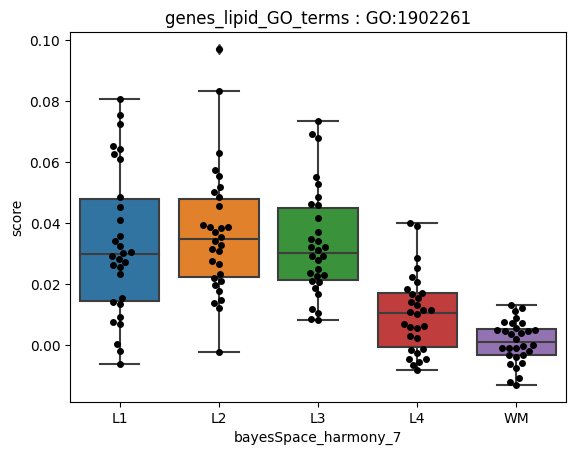 genes_lipid_GO_terms : GO:1902261
0.10
0.08
0.06
0.04
0.02
0.00
score
L1 L2 L3 L4 WM
bayesSpace_harmony_7